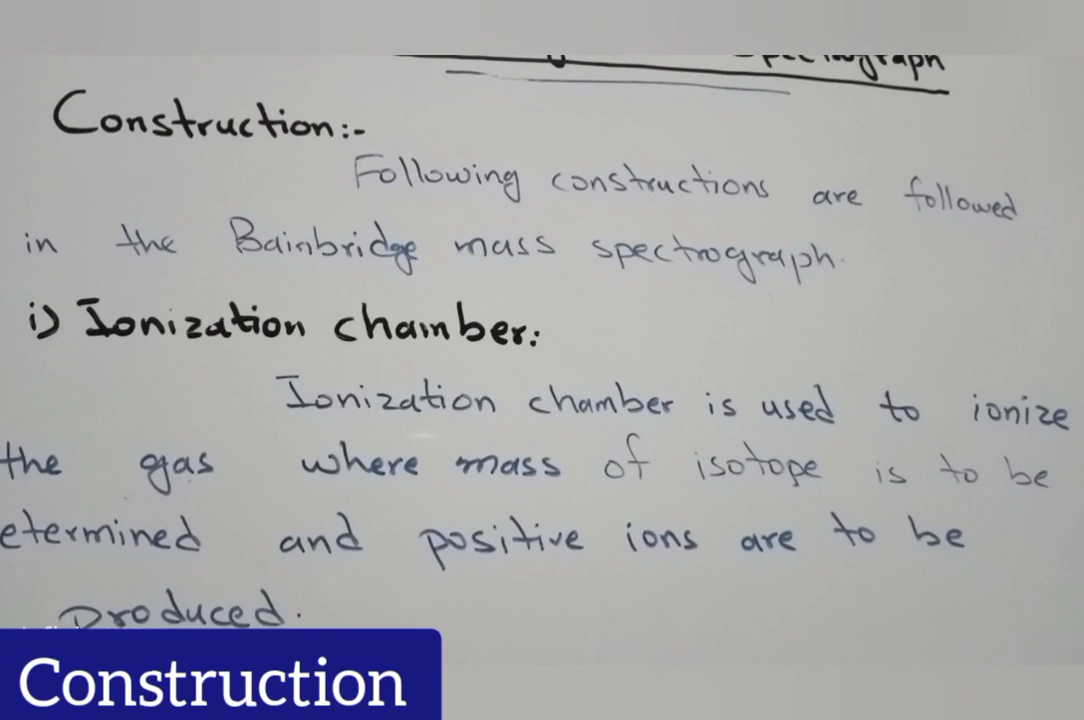 Construction:-
Following constructions are followed
in the Bainbridge mass spectrograph.
i) Ionization chamber:
Ionization chamber is used to ionize
the gas where mass of isotope is to be
etermined and positive ions are to be
produced.
Construction